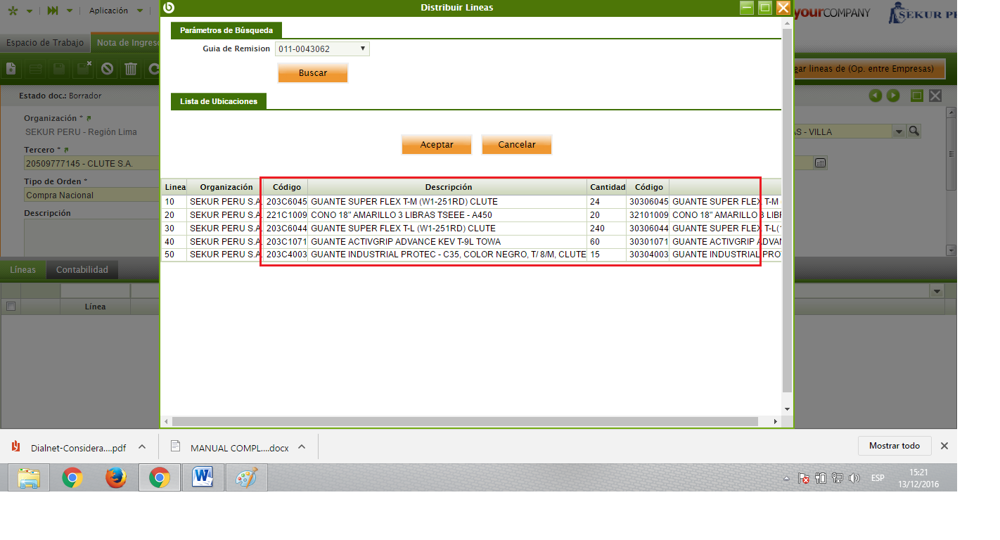 Aplicación
Distribuir Lineas
yourCOMPANY
SEKUR PE
Espacio de Trabajo
Nota de Ingreso
Parámetros de Búsqueda
Guia de Remision 011-0043062
Buscar
gar lineas de (Op. entre Empresas)
Estado doc.: Borrador
Lista de Ubicaciones
Organización *
SEKUR PERU - Región Lima
AS - VILLA
Aceptar
Cancelar
Tercero *
20509777145 - CLUTE S.A.
Tipo de Orden *
Compra Nacional
Descripción
Linea Organización Código Descripción Cantidad Código
10 SEKUR PERU S.A. 203C6045 GUANTE SUPER FLEX T-M (W1-251RD) CLUTE 24 30306045 GUANTE SUPER FLEX T-M
20 SEKUR PERU S.A. 221C1009 CONO 18" AMARILLO 3 LIBRAS TSEEE - A450 20 32101009 CONO 18" AMARILLO 3 LIBR
30 SEKUR PERU S.A. 203C6044 GUANTE SUPER FLEX T-L (W1-251RD) CLUTE 240 30306044 GUANTE SUPER FLEX T-L(
40 SEKUR PERU S.A. 203C1071 GUANTE ACTIVGRIP ADVANCE KEV T-9L TOWA 60 30301071 GUANTE ACTIVGRIP ADVAN
50 SEKUR PERU S.A. 203C4003 GUANTE INDUSTRIAL PROTEC - C35, COLOR NEGRO, T/ 8/M, CLUTE 15 30304003 GUANTE INDUSTRIAL PRO
Líneas
Contabilidad
Línea
Dialnet-Considera....pdf
MANUAL COMPL....docx
Mostrar todo
ESP
15:21
13/12/2016